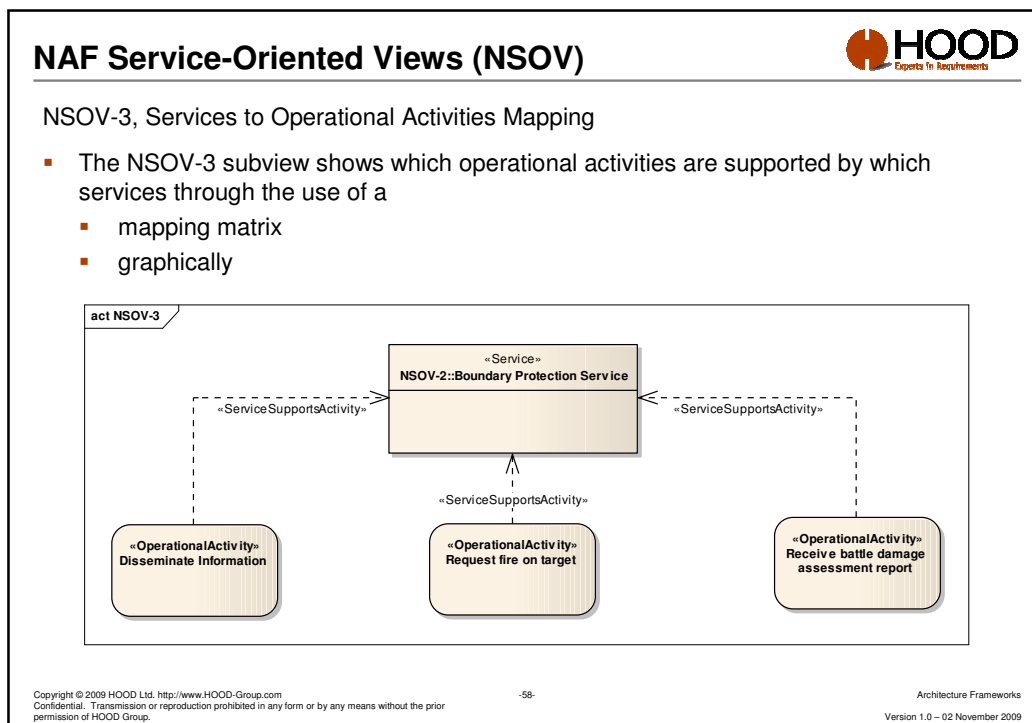 NAF Service-Oriented Views (NSOV)
HOOD
Experts in Requirements
NSOV-3, Services to Operational Activities Mapping
▪ The NSOV-3 subview shows which operational activities are supported by which
services through the use of a
▪ mapping matrix
▪ graphically
act NSOV-3
«Service»
NSOV-2::Boundary Protection Service
«ServiceSupportsActivity»
«ServiceSupportsActivity»
«ServiceSupportsActivity»
«OperationalActivity»
Disseminate Information
«OperationalActivity»
Request fire on target
«OperationalActivity»
Receive battle damage
assessment report
Copyright © 2009 HOOD Ltd. http://www.HOOD-Group.com
Confidential. Transmission or reproduction prohibited in any form or by any means without the prior
permission of HOOD Group.
-58-
Architecture Frameworks
Version 1.0 – 02 November 2009